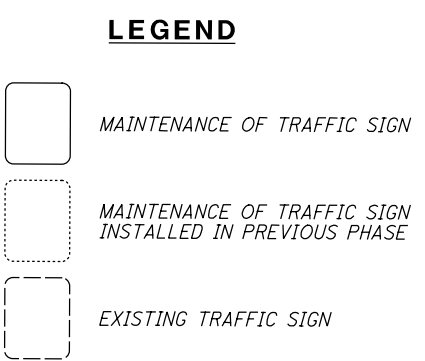 LEGEND
MAINTENANCE OF TRAFFIC SIGN
MAINTENANCE OF TRAFFIC SIGN
INSTALLED IN PREVIOUS PHASE
EXISTING TRAFFIC SIGN